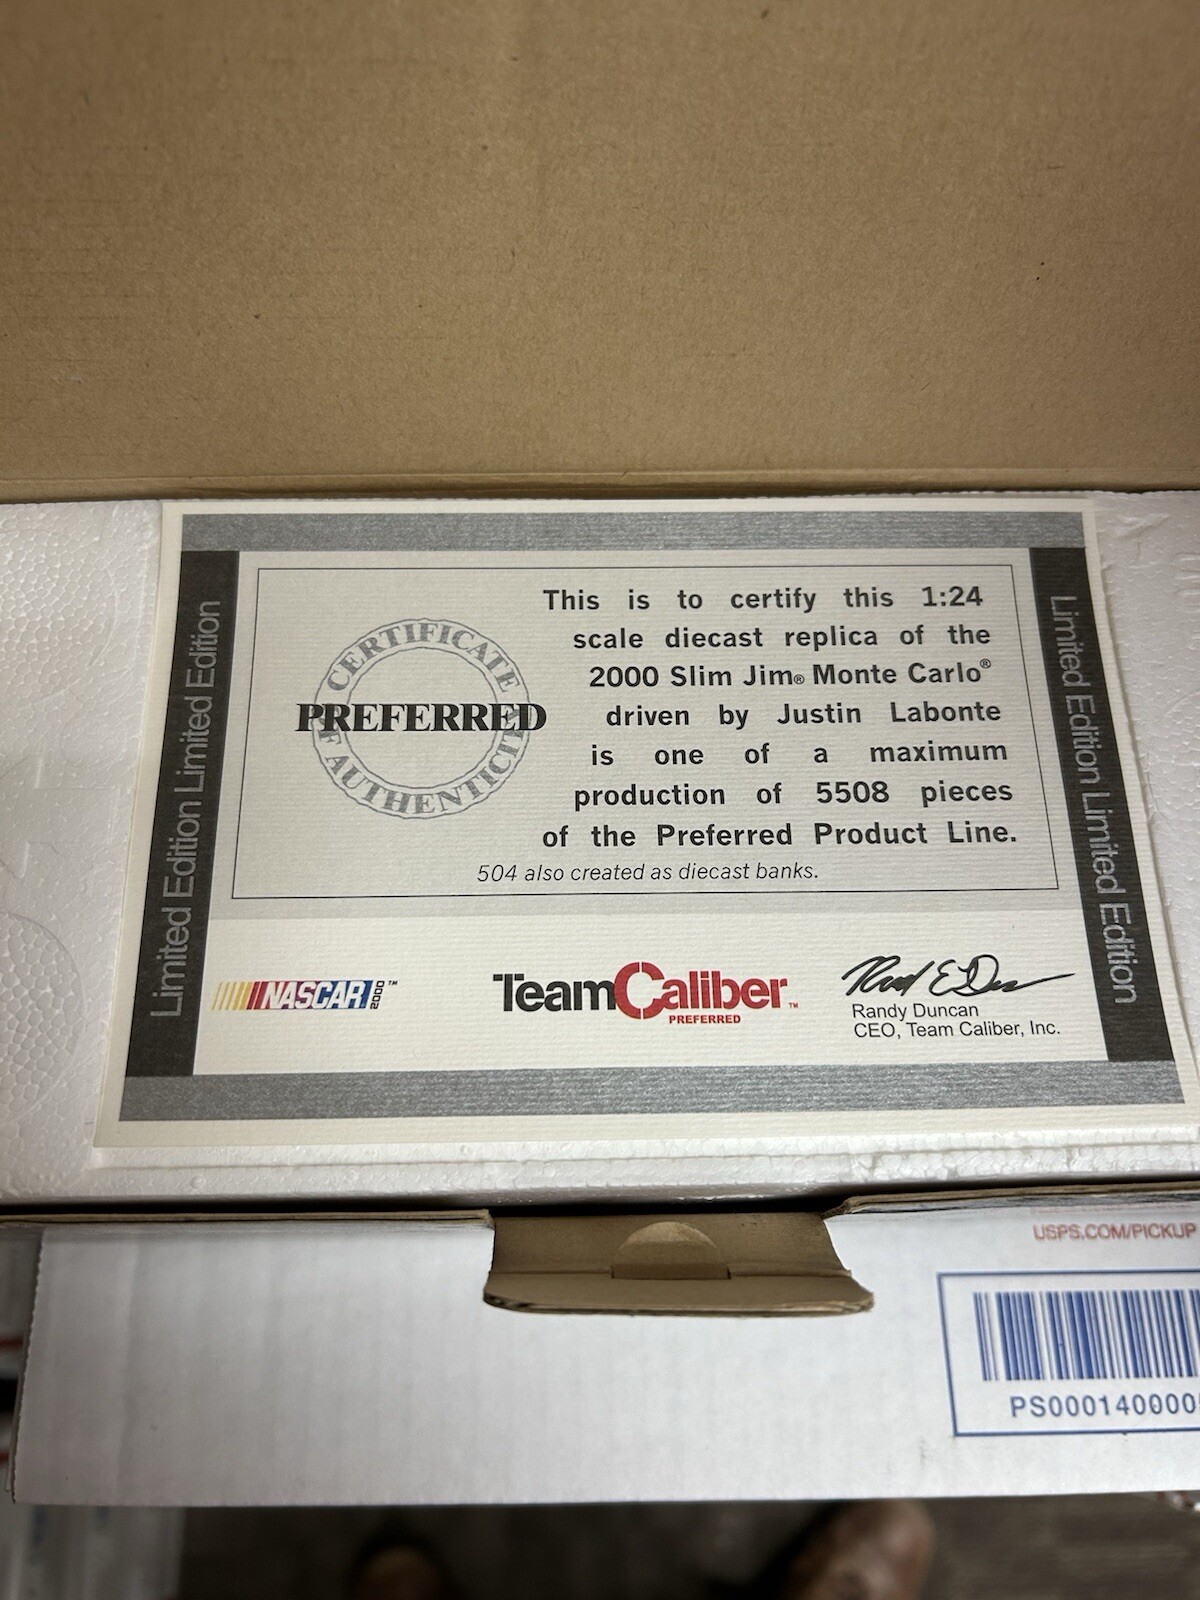 This is to certify this 1:24
scale diecast replica of the
2000 Slim Jim® Monte Carlo®
driven by Justin Labonte
is one of a maximum
production of 5508 pieces
of the Preferred Product Line.
504 also created as diecast banks.
CERTIFICATE
PREFERRED
OF AUTHENTICITY
Limited Edition Limited Edition
Limited Edition Limited Edition
NASCAR 2000™
TeamCaliber™
PREFERRED
Randy Duncan
CEO, Team Caliber, Inc.
USPS.COM/PICKUP
PS00014000